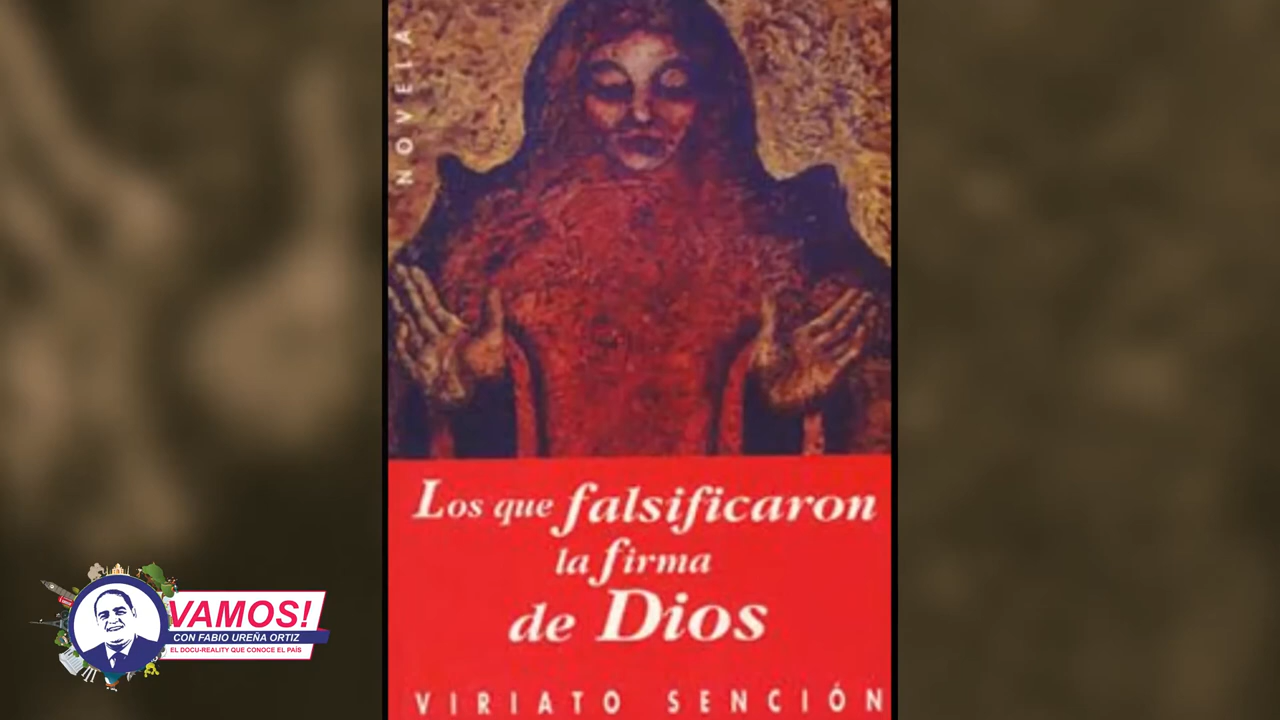 NOVELA
Los que falsificaron
la firma
de Dios
VIRIATO SENCIÓN
VAMOS!
CON FABIO UREÑA ORTIZ
EL DOCU-REALITY QUE CONOCE EL PAÍS